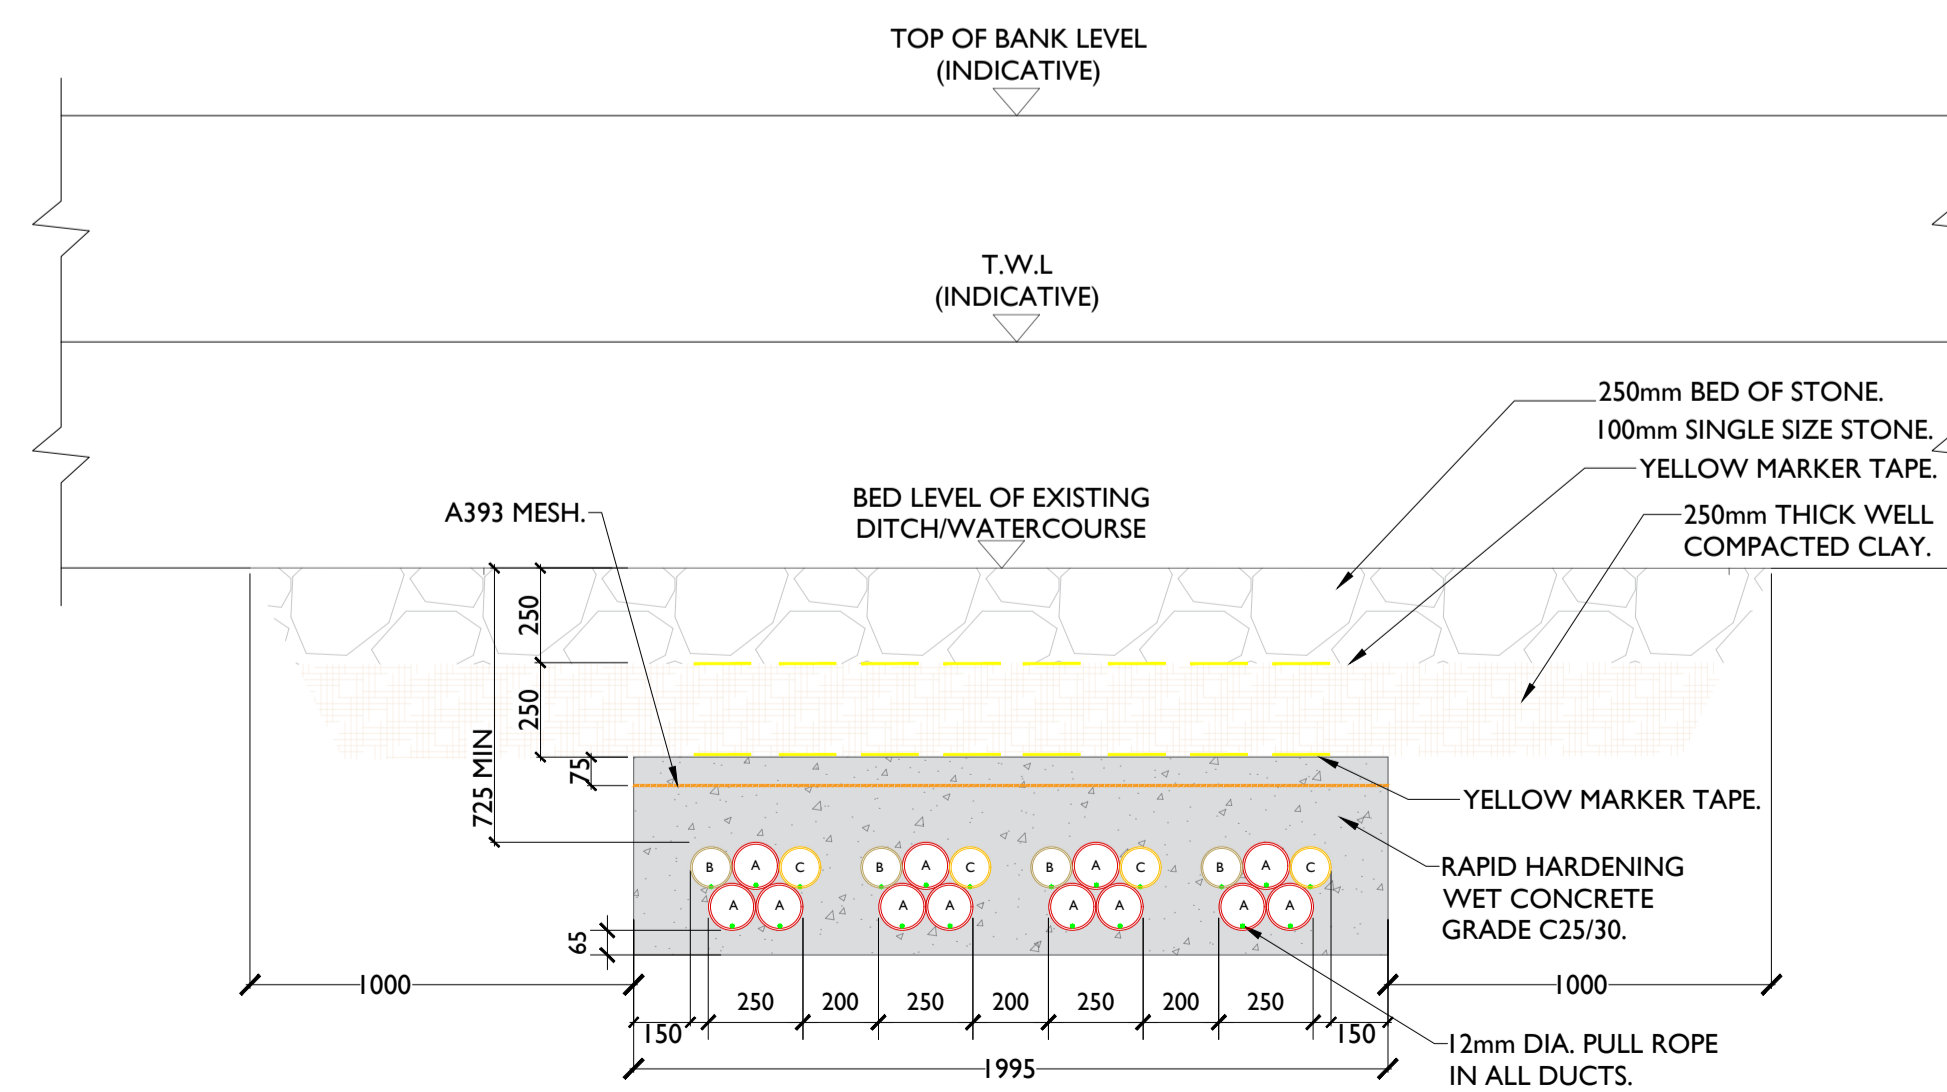 TOP OF BANK LEVEL
(INDICATIVE)
T.W.L
(INDICATIVE)
250mm BED OF STONE.
100mm SINGLE SIZE STONE.
YELLOW MARKER TAPE.
250mm THICK WELL
COMPACTED CLAY.
BED LEVEL OF EXISTING
DITCH/WATERCOURSE
A393 MESH.
250
250
725 MIN
75
YELLOW MARKER TAPE.
RAPID HARDENING
WET CONCRETE
GRADE C25/30.
B A C B A C B A C B A C
A A A A A A A A
65
1000
250 200 250 200 250 200 250
1000
150
150
1995
12mm DIA. PULL ROPE
IN ALL DUCTS.